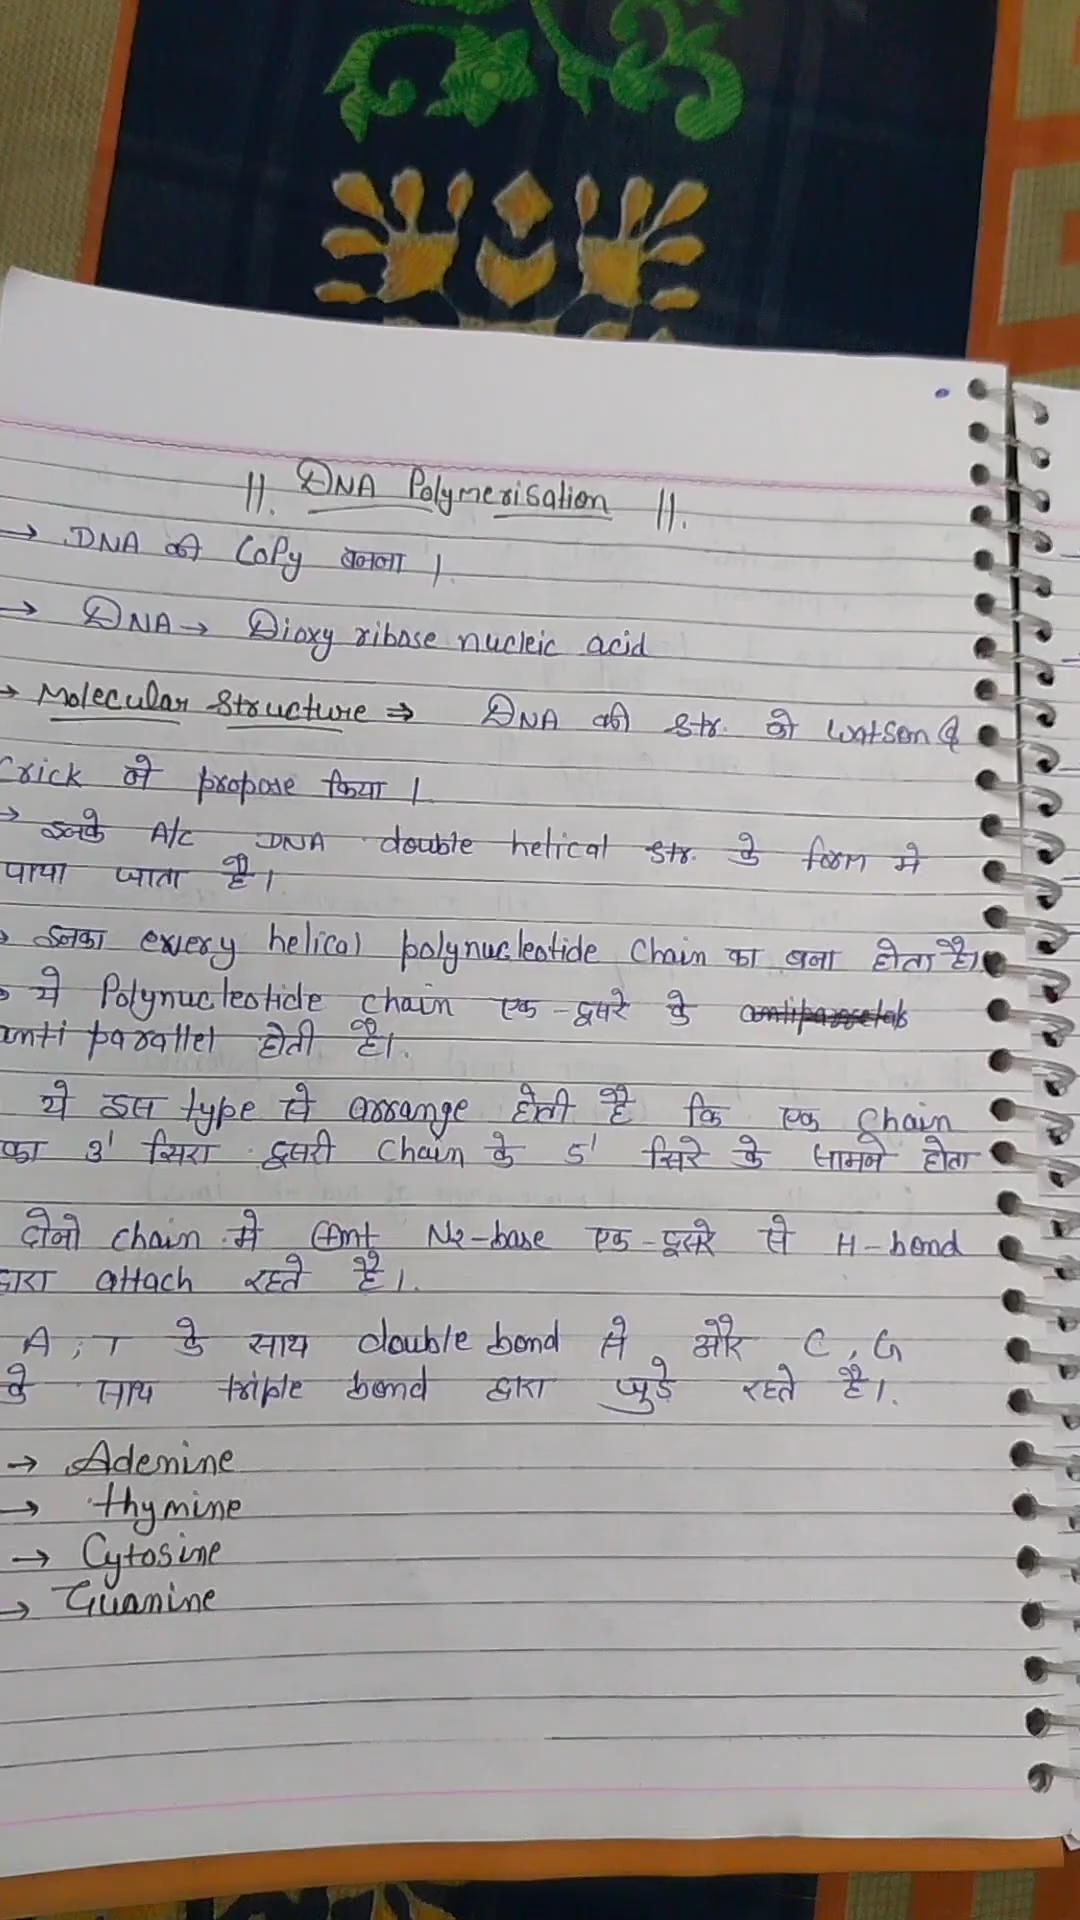 ||. DNA Polymerisation ||.
→ DNA की Copy बनना ।
→ DNA → Dioxy ribose nucleic acid
→ Molecular Structure ⇒ DNA की str. को Watson &
Crick ने propose किया ।
→ इनके A/c DNA double helical str. के form मे
पाया जाता है।
इनका every helical polynucleotide Chain का बना होता है।
ये Polynucleotide chain एक-दूसरे के
anti parallel होती है।
ये इस type से arrange होती है कि एक Chain
का 3' सिरा दूसरी Chain के 5' सिरे के सामने होता
दोनो chain मे N2-base एक-दूसरे से H-bond
द्वारा attach रहते है।
A, T के साथ double bond से और C, G
के साथ triple bond द्वारा जुड़े रहते है।
→ Adenine
→ thymine
→ Cytosine
→ Guanine